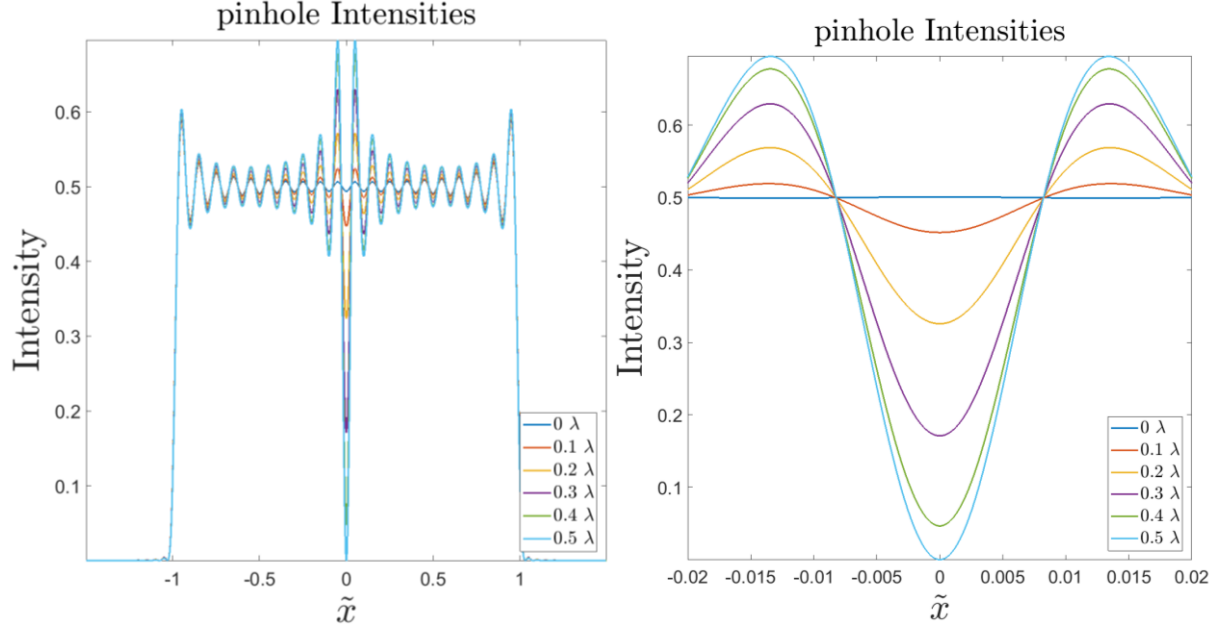 pinhole Intensities
0.6
0.5
0.4
0.3
0.2
0.1
Intensity
-1
-0.5
0
0.5
1
x̃
0 λ
0.1 λ
0.2 λ
0.3 λ
0.4 λ
0.5 λ
pinhole Intensities
0.6
0.5
0.4
0.3
0.2
0.1
Intensity
-0.02
-0.015
-0.01
-0.005
0
0.005
0.01
0.015
0.02
x̃
0 λ
0.1 λ
0.2 λ
0.3 λ
0.4 λ
0.5 λ